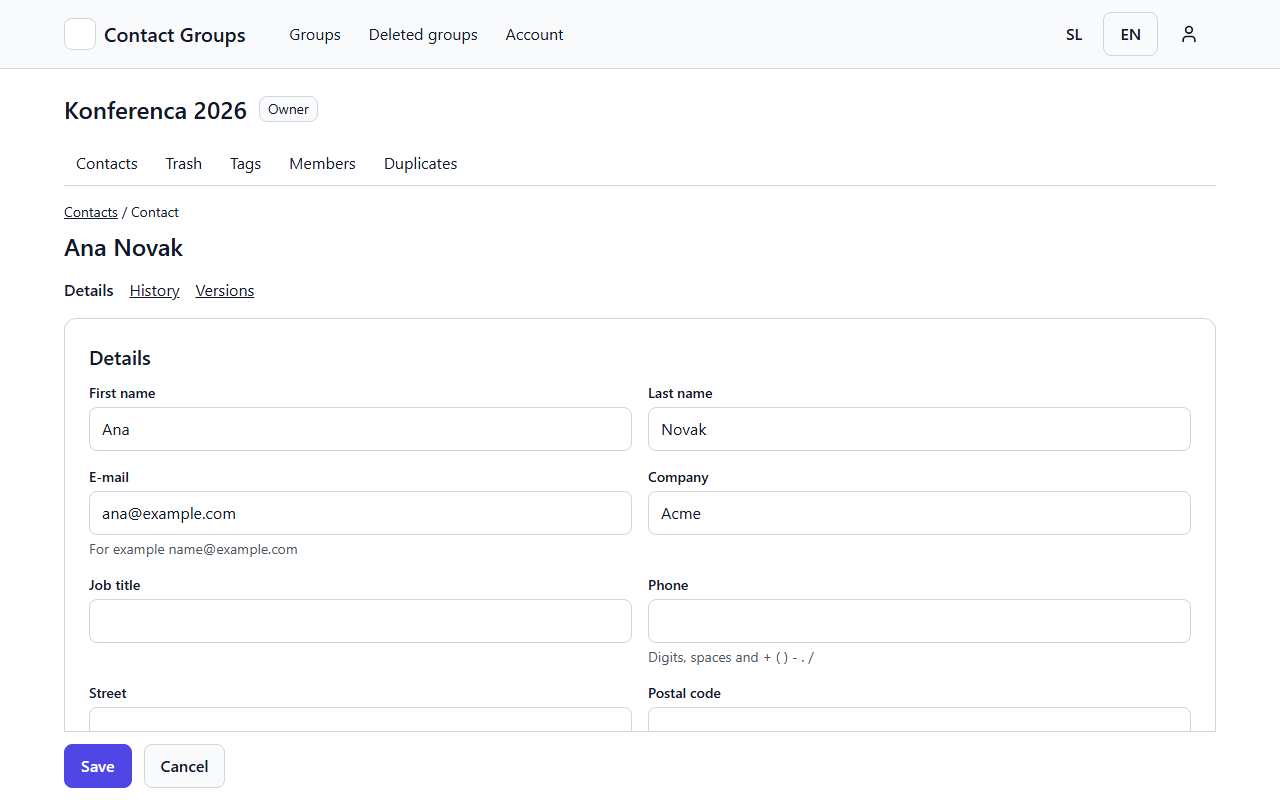 Contact Groups Groups Deleted groups Account SL EN
Konferenca 2026 Owner
Contacts Trash Tags Members Duplicates
Contacts / Contact
Ana Novak
Details History Versions
Details
First name Last name
Ana Novak
E-mail Company
ana@example.com Acme
For example name@example.com
Job title Phone
Digits, spaces and + ( ) - . /
Street Postal code
Save Cancel